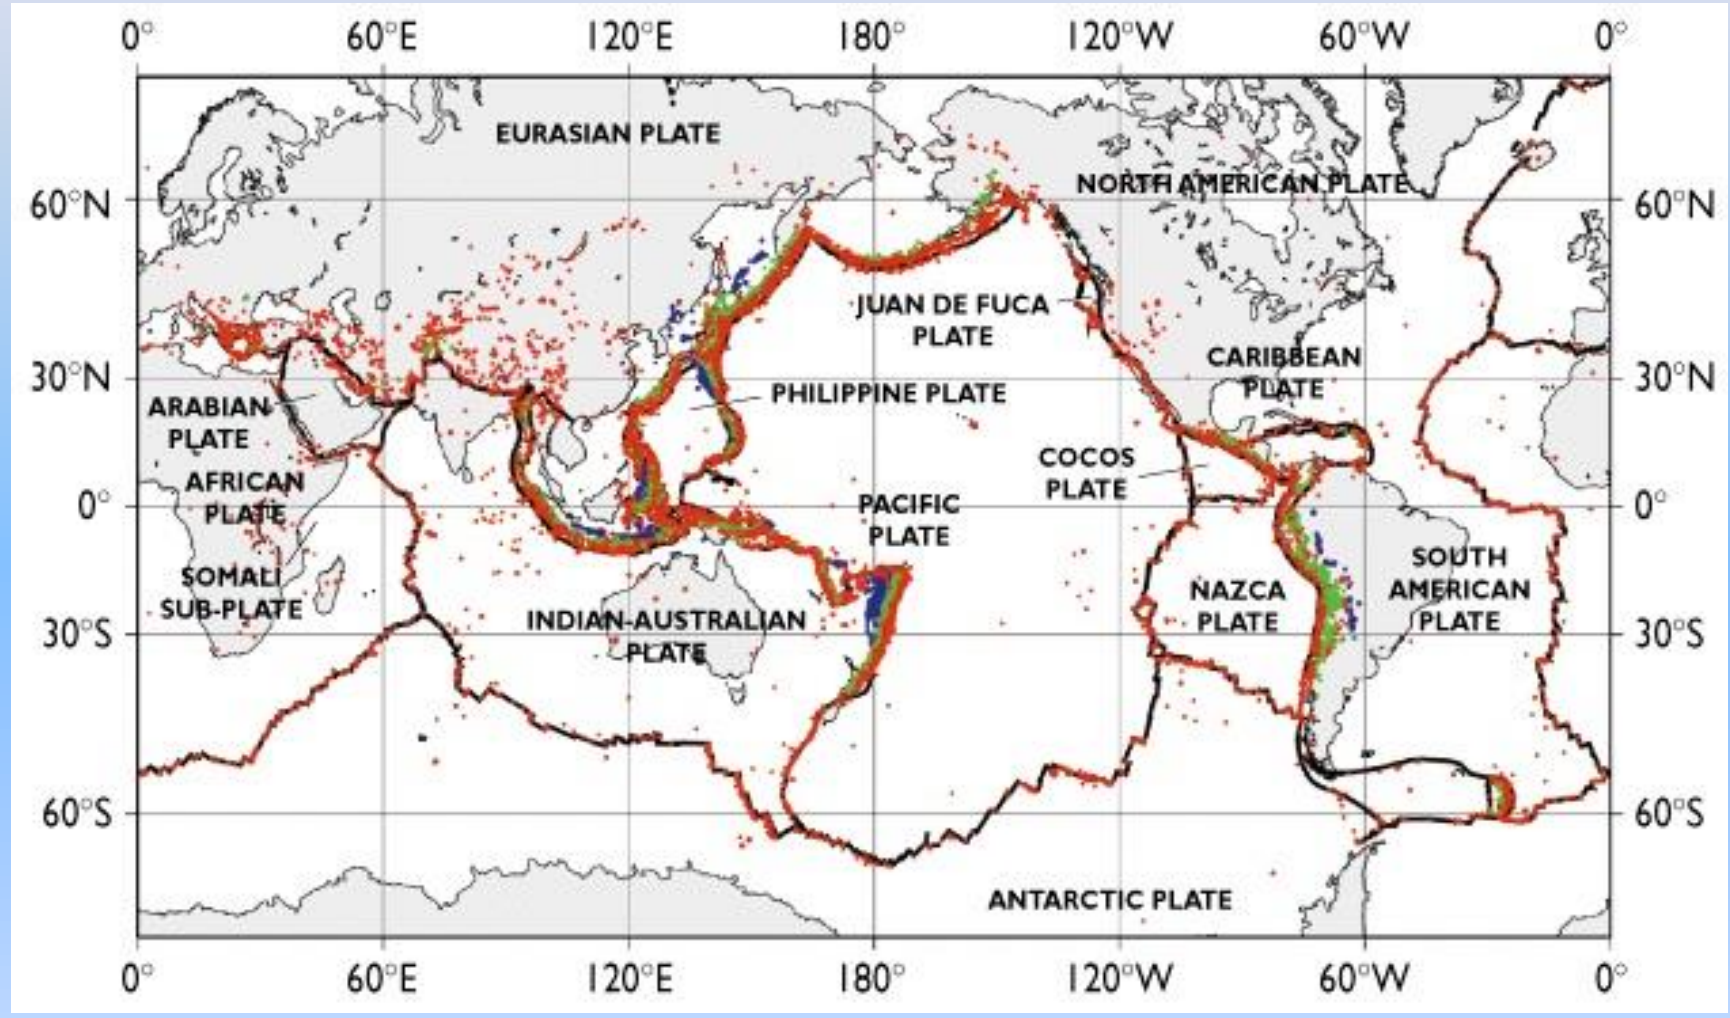 0°
60°E
120°E
180°
120°W
60°W
0°
EURASIAN PLATE
60°N
NORTH AMERICAN PLATE
60°N
JUAN DE FUCA
PLATE
30°N
CARIBBEAN
PLATE
30°N
ARABIAN
PLATE
PHILIPPINE PLATE
COCOS
PLATE
AFRICAN
PLATE
0°
PACIFIC
PLATE
0°
SOMALI
SUB-PLATE
INDIAN-AUSTRALIAN
PLATE
NAZCA
PLATE
SOUTH
AMERICAN
PLATE
30°S
30°S
60°S
60°S
ANTARCTIC PLATE
0°
60°E
120°E
180°
120°W
60°W
0°